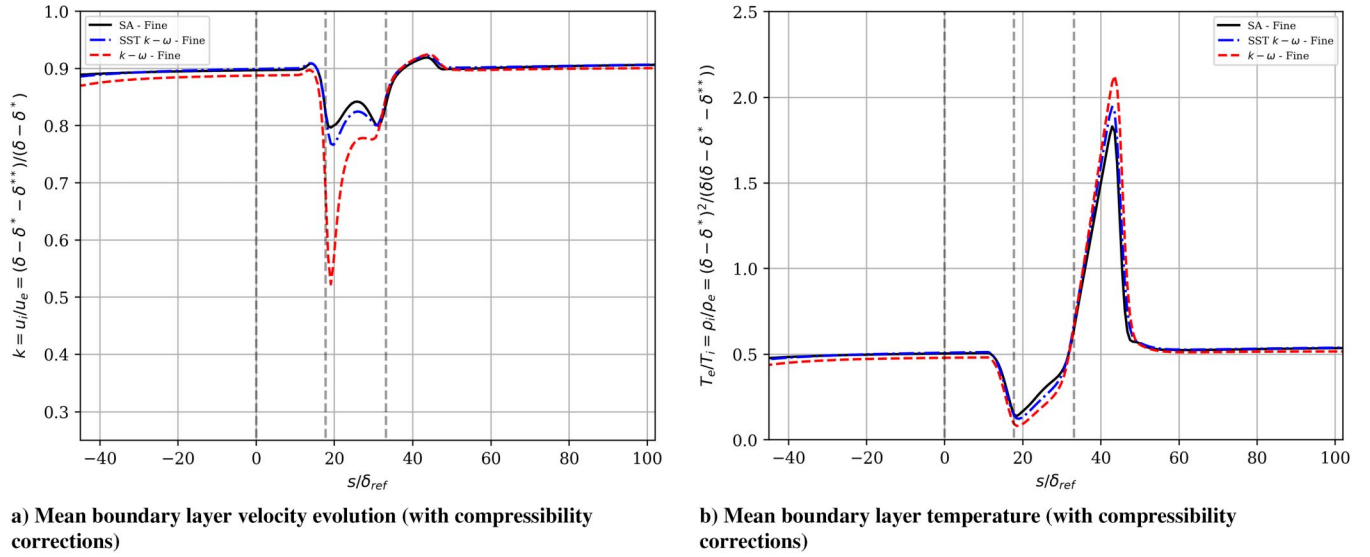 1.0
0.9
0.8
0.7
0.6
0.5
0.4
0.3
k = u_i/u_e = (δ − δ* − δ**)/(δ − δ*)
SA - Fine
SST k − ω - Fine
k − ω - Fine
−40 −20 0 20 40 60 80 100
s/δ_ref
a) Mean boundary layer velocity evolution (with compressibility
corrections)
2.5
2.0
1.5
1.0
0.5
0.0
T_e/T_i = ρ_i/ρ_e = (δ − δ*)²/(δ(δ − δ* − δ**))
SA - Fine
SST k − ω - Fine
k − ω - Fine
−40 −20 0 20 40 60 80 100
s/δ_ref
b) Mean boundary layer temperature (with compressibility
corrections)